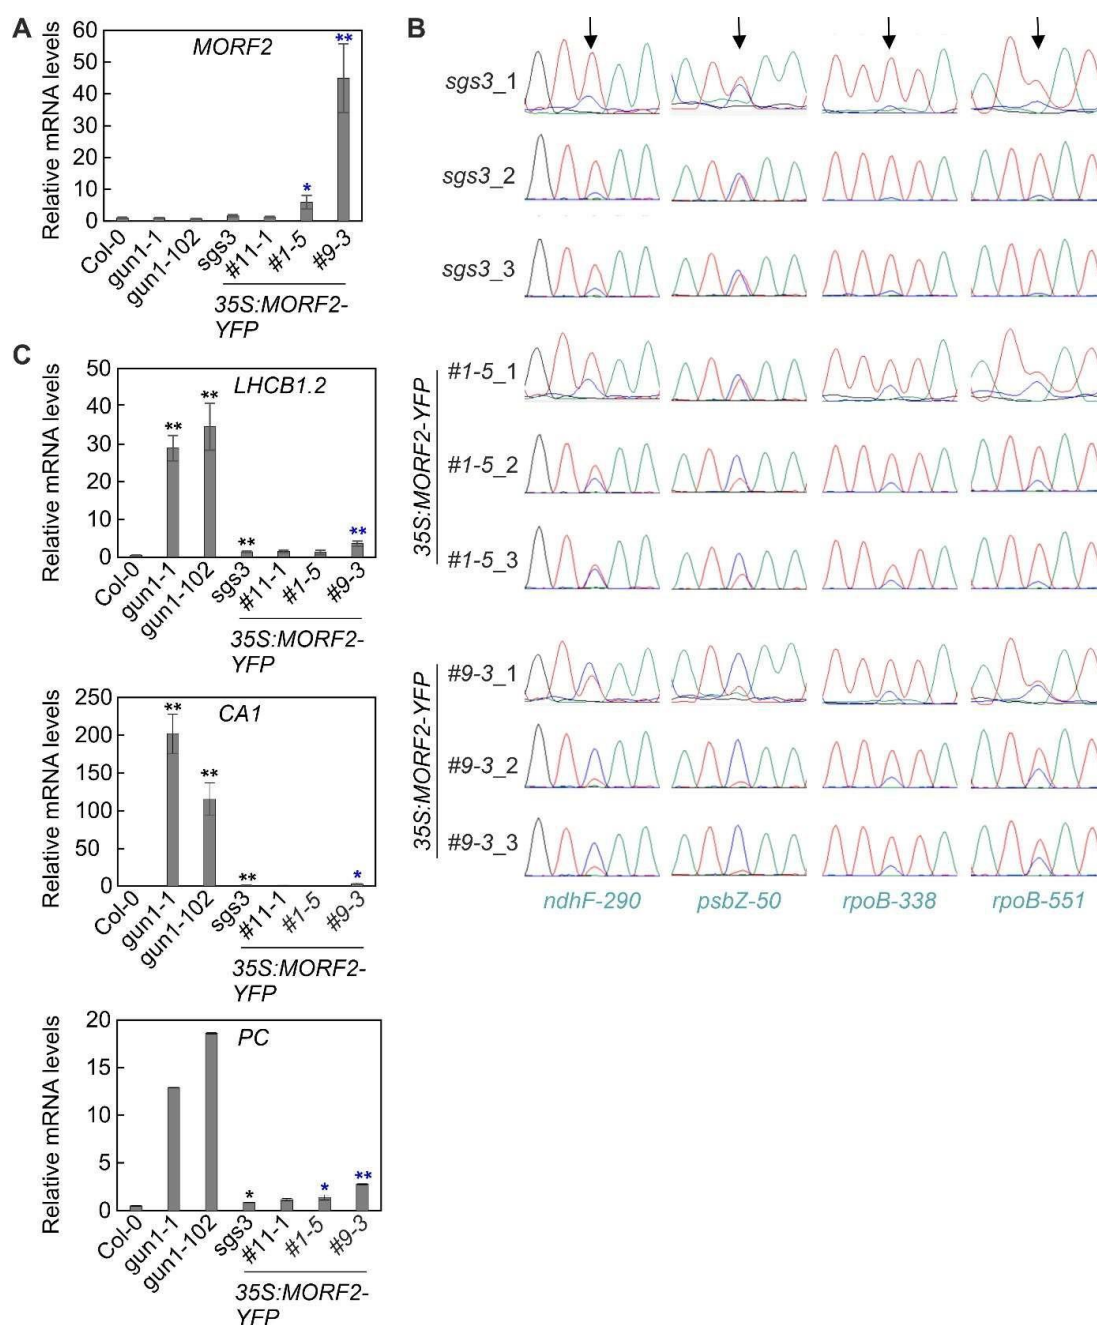 A
MORF2
Relative mRNA levels
60
50
40
30
20
10
0
**
*
Col-0
gun1-1
gun1-102
sgs3
#11-1
#1-5
#9-3
35S:MORF2-
YFP
B
sgs3_1
sgs3_2
sgs3_3
35S:MORF2-YFP
#1-5_1
#1-5_2
#1-5_3
35S:MORF2-YFP
#9-3_1
#9-3_2
#9-3_3
ndhF-290
psbZ-50
rpoB-338
rpoB-551
C
LHCB1.2
Relative mRNA levels
50
40
30
20
10
0
**
**
**
**
Col-0
gun1-1
gun1-102
sgs3
#11-1
#1-5
#9-3
35S:MORF2-
YFP
CA1
Relative mRNA levels
250
200
150
100
50
0
**
**
**
*
Col-0
gun1-1
gun1-102
sgs3
#11-1
#1-5
#9-3
35S:MORF2-
YFP
PC
Relative mRNA levels
20
15
10
5
0
*
*
**
Col-0
gun1-1
gun1-102
sgs3
#11-1
#1-5
#9-3
35S:MORF2-
YFP